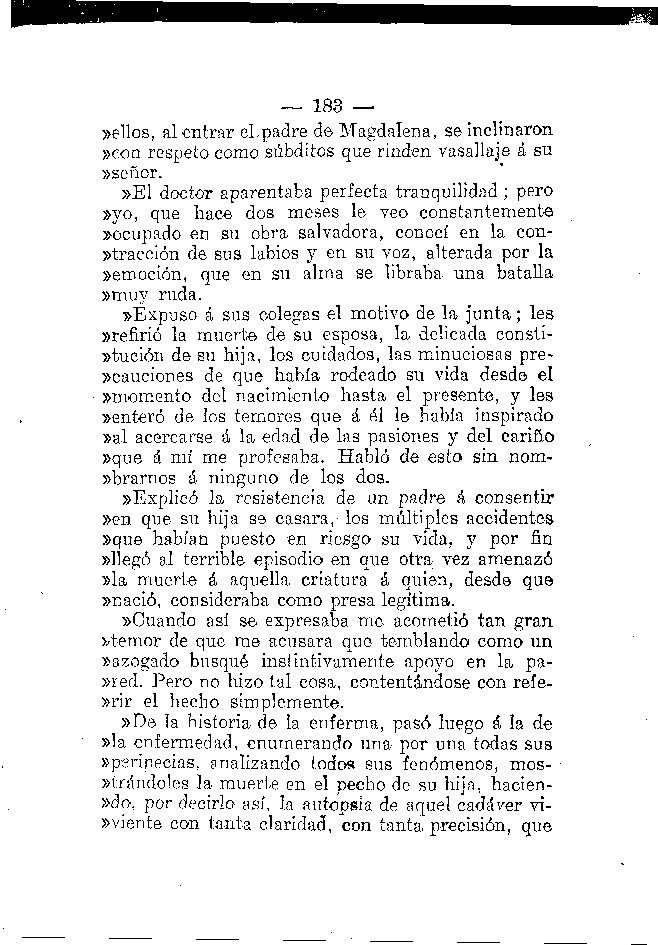 — 183 —
»ellos, al entrar el padre de Magdalena, se inclinaron
»con respeto como súbditos que rinden vasallaje á su
»señor.
»El doctor aparentaba perfecta tranquilidad ; pero
»yo, que hace dos meses le veo constantemente
»ocupado en su obra salvadora, conocí en la con-
»tracción de sus labios y en su voz, alterada por la
»emoción, que en su alma se libraba una batalla
»muy ruda.
»Expuso á sus colegas el motivo de la junta ; les
»refirió la muerte de su esposa, la delicada consti-
»tución de su hija, los cuidados, las minuciosas pre-
»cauciones de que había rodeado su vida desde el
»momento del nacimiento hasta el presente, y les
»enteró de los temores que á él le había inspirado
»al acercarse á la edad de las pasiones y del cariño
»que á mí me profesaba. Habló de esto sin nom-
»brarnos á ninguno de los dos.
»Explicó la resistencia de un padre á consentir
»en que su hija se casara, los múltiples accidentes
»que habían puesto en riesgo su vida, y por fin
»llegó al terrible episodio en que otra vez amenazó
»la muerte á aquella criatura á quien, desde que
»nació, consideraba como presa legítima.
»Cuando así se expresaba me acometió tan gran
»temor de que me acusara que temblando como un
»azogado busqué instintivamente apoyo en la pa-
»red. Pero no hizo tal cosa, contentándose con refe-
»rir el hecho simplemente.
»De la historia de la enferma, pasó luego á la de
»la enfermedad, enumerando una por una todas sus
»peripecias, analizando todos sus fenómenos, mos-
»trándoles la muerte en el pecho de su hija, hacien-
»do, por decirlo así, la autopsia de aquel cadáver vi-
»viente con tanta claridad, con tanta precisión, que